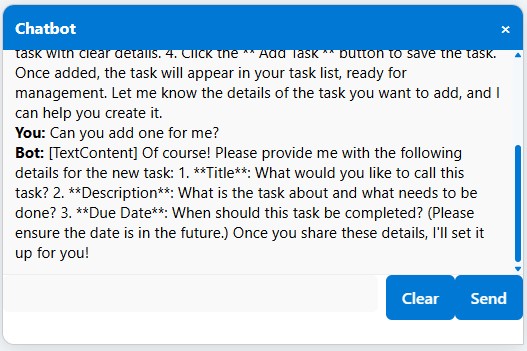 Chatbot ×
task with clear details. 4. Click the ** Add Task ** button to save the task.
Once added, the task will appear in your task list, ready for
management. Let me know the details of the task you want to add, and I
can help you create it.
You: Can you add one for me?
Bot: [TextContent] Of course! Please provide me with the following
details for the new task: 1. **Title**: What would you like to call this
task? 2. **Description**: What is the task about and what needs to be
done? 3. **Due Date**: When should this task be completed? (Please
ensure the date is in the future.) Once you share these details, I'll set it
up for you!
Clear Send